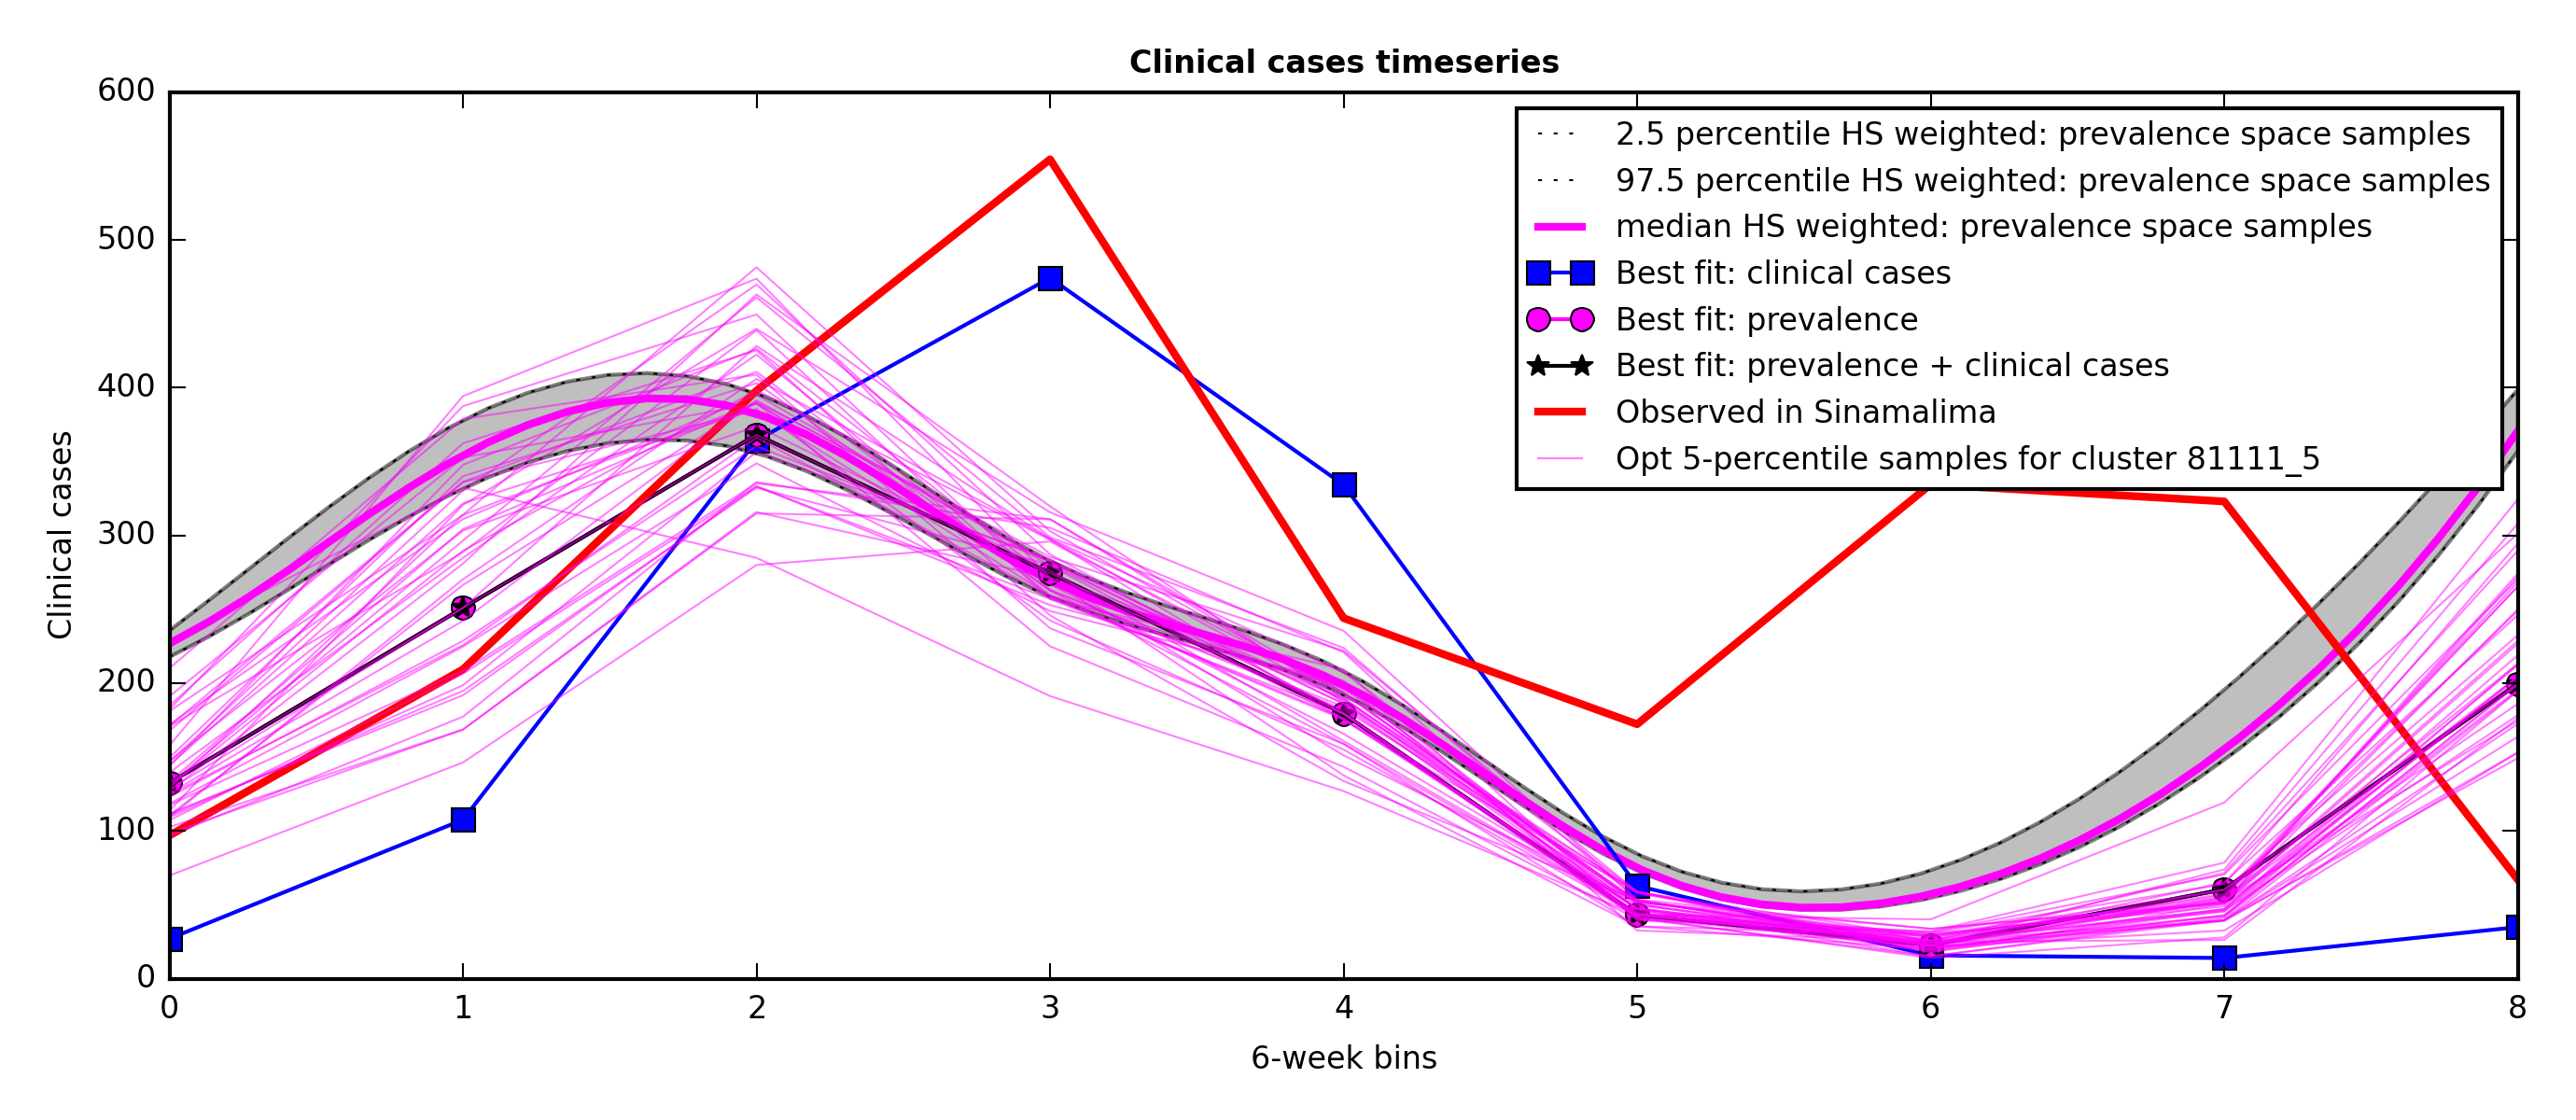 Clinical cases timeseries
600
500
400
300
200
100
0
Clinical cases
2.5 percentile HS weighted: prevalence space samples
97.5 percentile HS weighted: prevalence space samples
median HS weighted: prevalence space samples
Best fit: clinical cases
Best fit: prevalence
Best fit: prevalence + clinical cases
Observed in Sinamalima
Opt 5-percentile samples for cluster 81111_5
0 1 2 3 4 5 6 7 8
6-week bins